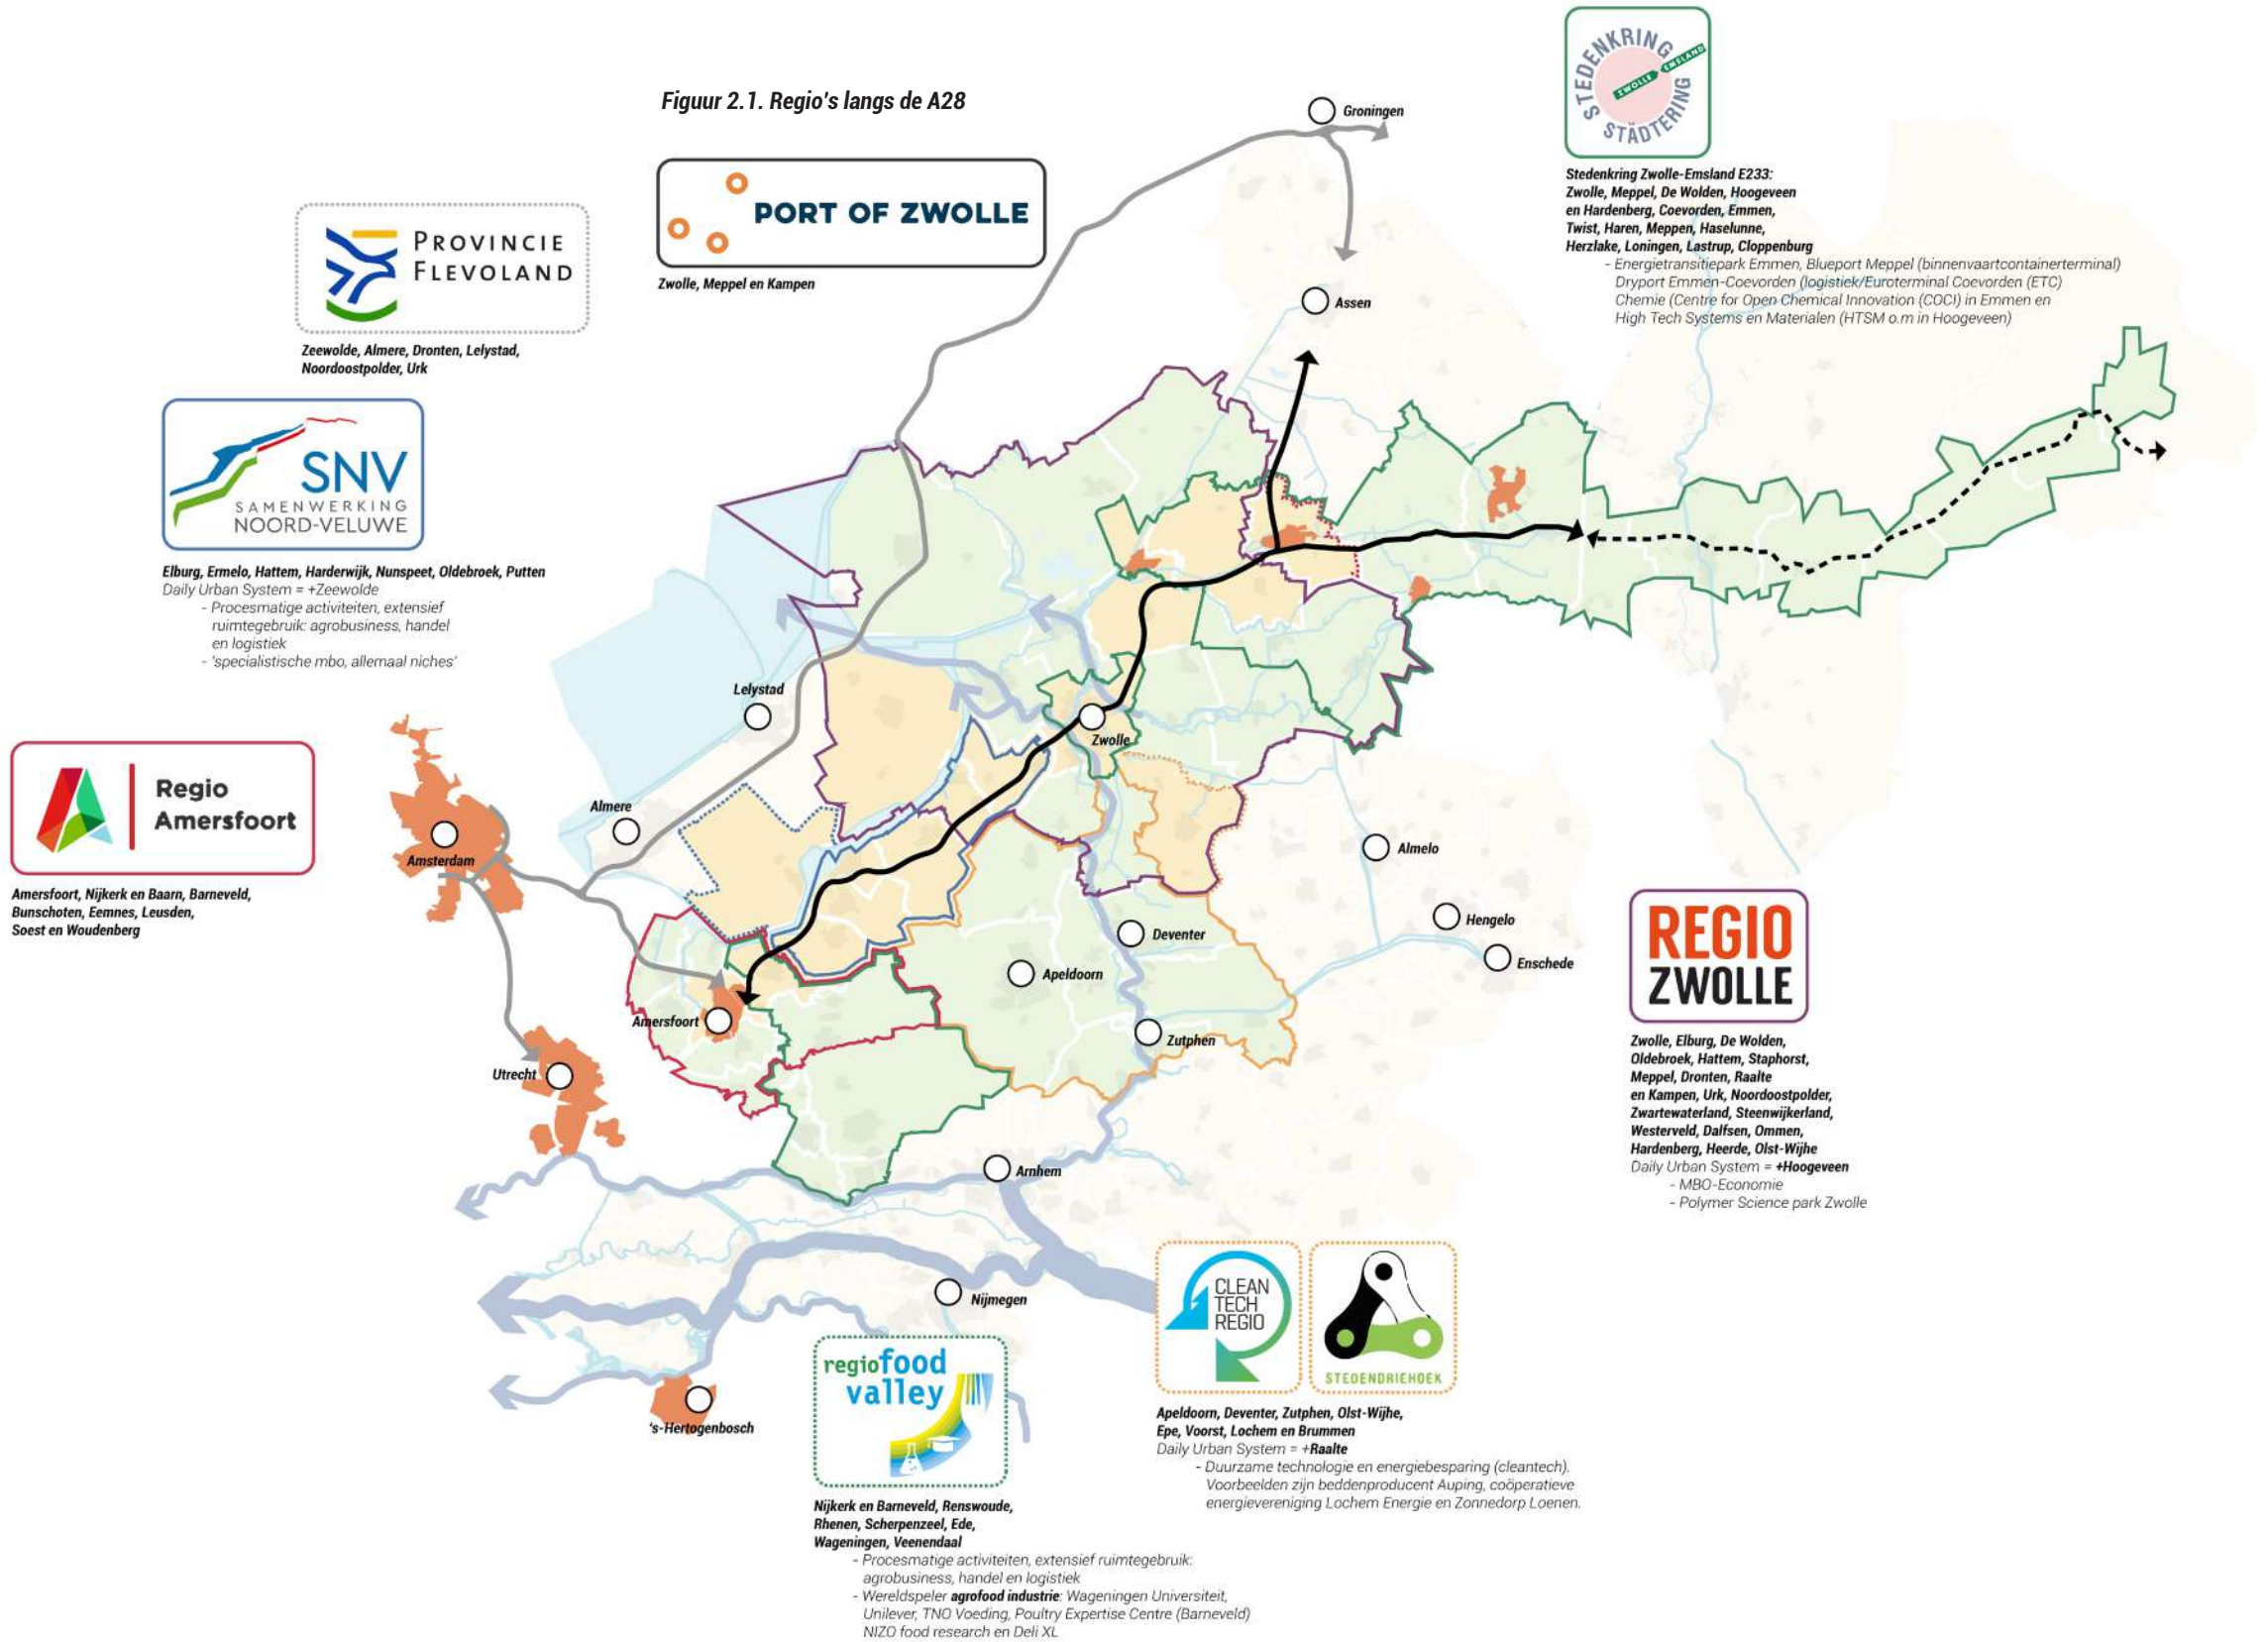 Figuur 2.1. Regio's langs de A28
STEDENKRING
ZWOLLE
EMSLAND
STÄDTERING
Stedenkring Zwolle-Emsland E233:
Zwolle, Meppel, De Wolden, Hoogeveen
en Hardenberg, Coevorden, Emmen,
Twist, Haren, Meppen, Haselunne,
Herzlake, Loningen, Lastrup, Cloppenburg
- Energietransitiepark Emmen, Blueport Meppel (binnenvaartcontainerterminal)
Dryport Emmen-Coevorden (logistiek/Euroterminal Coevorden (ETC)
Chemie (Centre for Open Chemical Innovation (COCI) in Emmen en
High Tech Systems en Materialen (HTSM o.m in Hoogeveen)
PORT OF ZWOLLE
Zwolle, Meppel en Kampen
PROVINCIE
FLEVOLAND
Zeewolde, Almere, Dronten, Lelystad,
Noordoostpolder, Urk
SNV
SAMENWERKING
NOORD-VELUWE
Elburg, Ermelo, Hattem, Harderwijk, Nunspeet, Oldebroek, Putten
Daily Urban System = +Zeewolde
- Procesmatige activiteiten, extensief
ruimtegebruik: agrobusiness, handel
en logistiek
- 'specialistische mbo, allemaal niches'
Regio
Amersfoort
Amersfoort, Nijkerk en Baarn, Barneveld,
Bunschoten, Eemnes, Leusden,
Soest en Woudenberg
Groningen
Assen
Lelystad
Zwolle
Almere
Amsterdam
Almelo
Hengelo
Enschede
Deventer
Apeldoorn
Zutphen
Amersfoort
Utrecht
Arnhem
Nijmegen
's-Hertogenbosch
REGIO
ZWOLLE
Zwolle, Elburg, De Wolden,
Oldebroek, Hattem, Staphorst,
Meppel, Dronten, Raalte
en Kampen, Urk, Noordoostpolder,
Zwartewaterland, Steenwijkerland,
Westerveld, Dalfsen, Ommen,
Hardenberg, Heerde, Olst-Wijhe
Daily Urban System = +Hoogeveen
- MBO-Economie
- Polymer Science park Zwolle
CLEAN
TECH
REGIO
STEDENDRIEHOEK
Apeldoorn, Deventer, Zutphen, Olst-Wijhe,
Epe, Voorst, Lochem en Brummen
Daily Urban System = +Raalte
- Duurzame technologie en energiebesparing (cleantech).
Voorbeelden zijn beddenproducent Auping, coöperatieve
energievereniging Lochem Energie en Zonnedorp Loenen.
regiofood
valley
Nijkerk en Barneveld, Renswoude,
Rhenen, Scherpenzeel, Ede,
Wageningen, Veenendaal
- Procesmatige activiteiten, extensief ruimtegebruik:
agrobusiness, handel en logistiek
- Wereldspeler agrofood industrie: Wageningen Universiteit,
Unilever, TNO Voeding, Poultry Expertise Centre (Barneveld)
NIZO food research en Deli XL